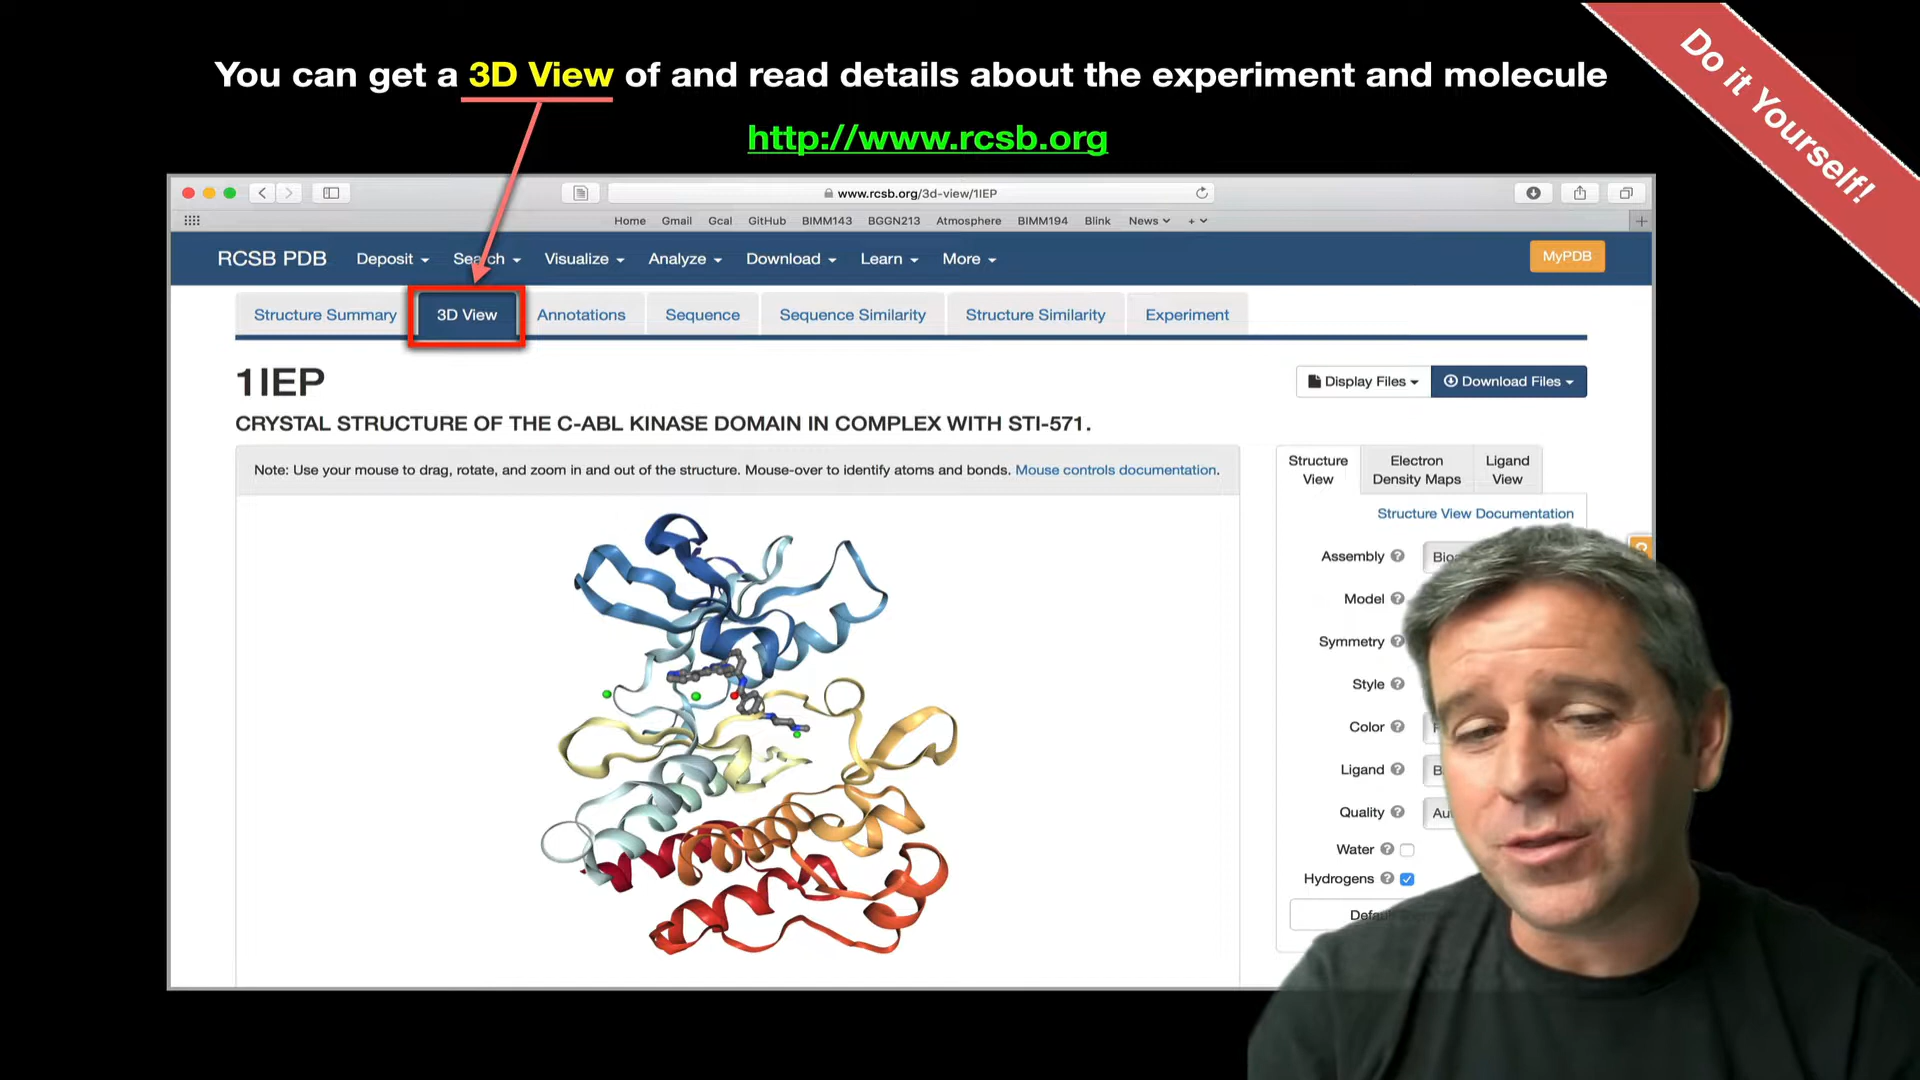 You can get a 3D View of and read details about the experiment and molecule
http://www.rcsb.org
Do it Yourself!
www.rcsb.org/3d-view/1IEP
Home Gmail Gcal GitHub BIMM143 BGGN213 Atmosphere BIMM194 Blink News +
RCSB PDB Deposit Search Visualize Analyze Download Learn More MyPDB
Structure Summary 3D View Annotations Sequence Sequence Similarity Structure Similarity Experiment
1IEP
Display Files Download Files
CRYSTAL STRUCTURE OF THE C-ABL KINASE DOMAIN IN COMPLEX WITH STI-571.
Note: Use your mouse to drag, rotate, and zoom in and out of the structure. Mouse-over to identify atoms and bonds. Mouse controls documentation.
Structure View
Electron Density Maps
Ligand View
Structure View Documentation
Assembly
Model
Symmetry
Style
Color
Ligand
Quality
Water
Hydrogens